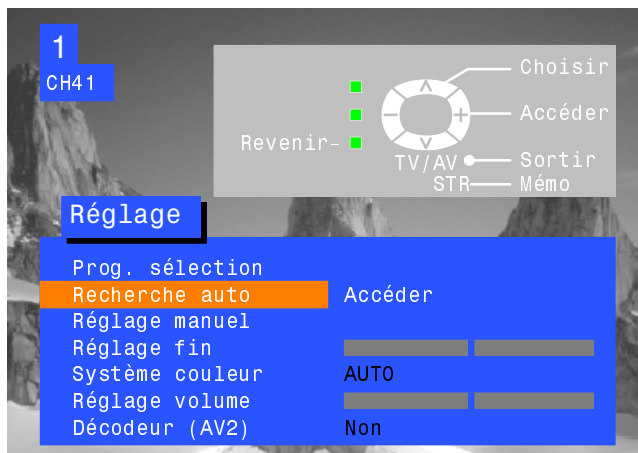 1
CH41
Choisir
Accéder
Revenir
TV/AV Sortir
STR Mémo
Réglage
Prog. sélection
Recherche auto Accéder
Réglage manuel
Réglage fin
Système couleur AUTO
Réglage volume
Décodeur (AV2) Non